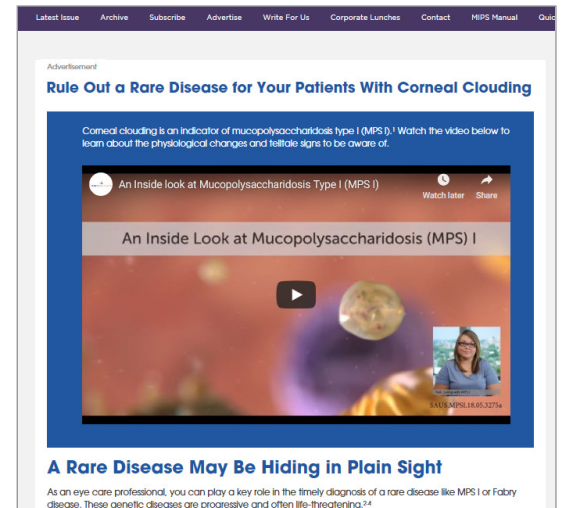 Latest Issue Archive Subscribe Advertise Write For Us Corporate Lunches Contact MIPS Manual Quic
Advertisement
Rule Out a Rare Disease for Your Patients With Corneal Clouding
Corneal clouding is an indicator of mucopolysaccharidosis type I (MPS I).¹ Watch the video below to
learn about the physiological changes and telltale signs to be aware of.
An Inside look at Mucopolysaccharidosis Type I (MPS I)
Watch later Share
An Inside Look at Mucopolysaccharidosis (MPS) I
SAUS.MPSI.18.05.3275a
A Rare Disease May Be Hiding in Plain Sight
As an eye care professional, you can play a key role in the timely diagnosis of a rare disease like MPS I or Fabry
disease. These genetic diseases are progressive and often life-threatening.